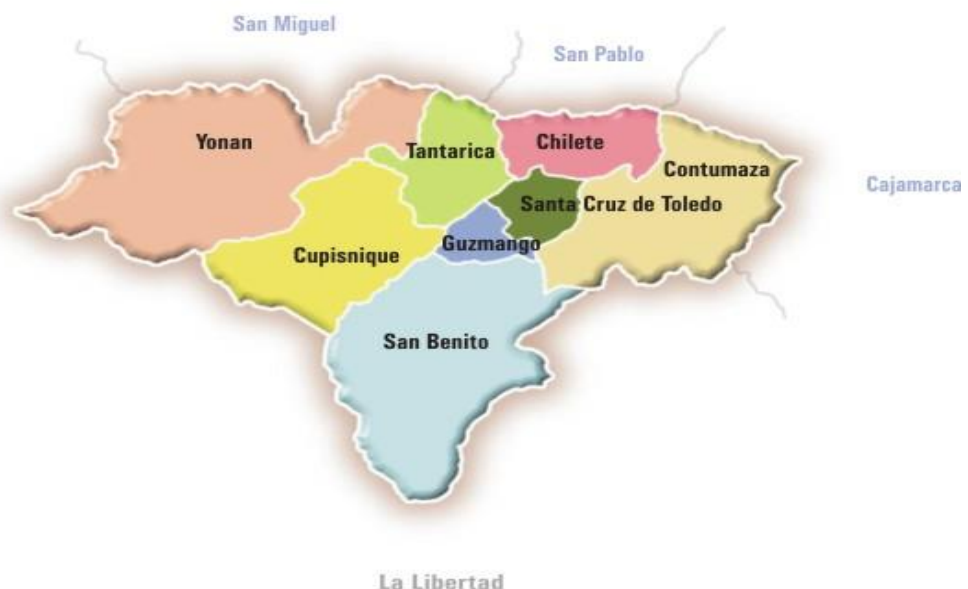 San Miguel
San Pablo
Yonan
Tantarica
Chilete
Contumaza
Cajamarca
Santa Cruz de Toledo
Guzmango
Cupisnique
San Benito
La Libertad